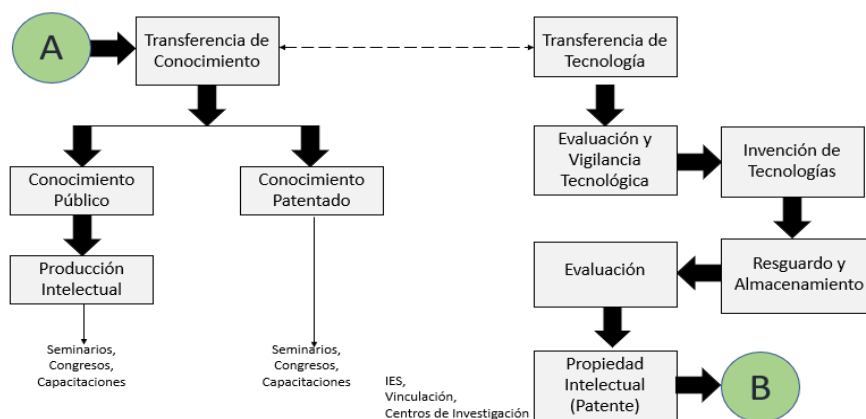 A
Transferencia de
Conocimiento
Transferencia de
Tecnología
Evaluación y
Vigilancia
Tecnológica
Invención de
Tecnologías
Conocimiento
Público
Conocimiento
Patentado
Producción
Intelectual
Evaluación
Resguardo y
Almacenamiento
Seminarios,
Congresos,
Capacitaciones
Seminarios,
Congresos,
Capacitaciones
IES,
Vinculación,
Centros de Investigación
Propiedad
Intelectual
(Patente)
B